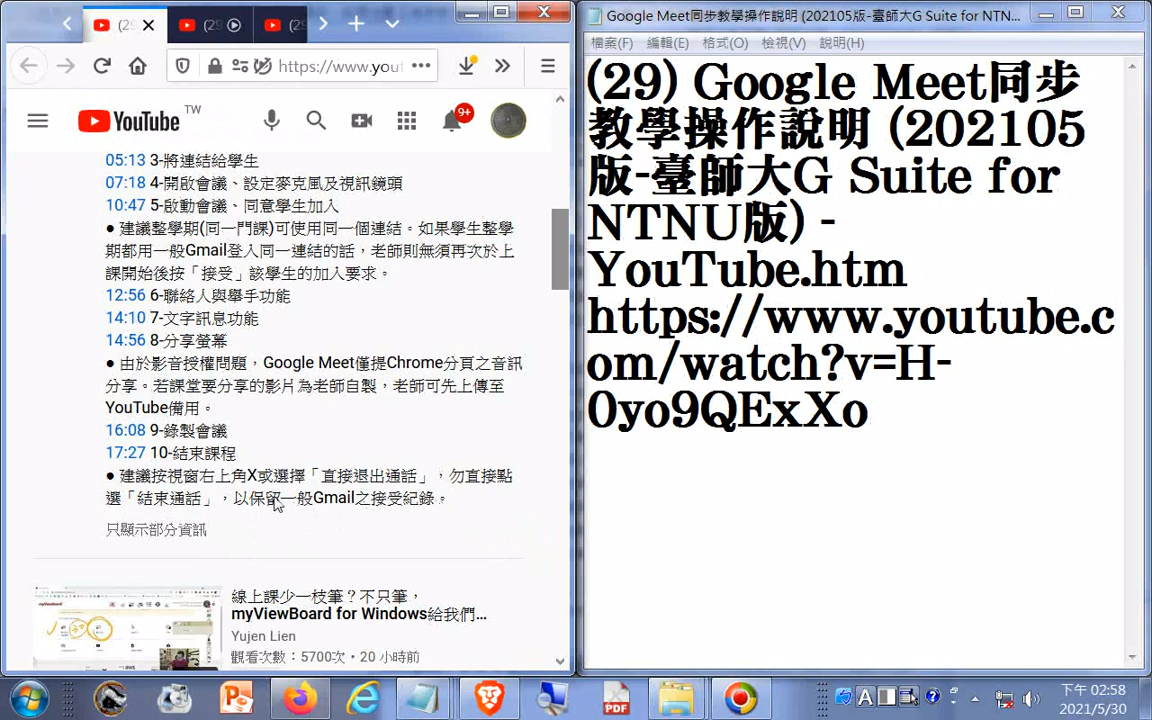 (29
(29
(29
https://www.you
YouTube TW
9+
05:13 3-將連結給學生
07:18 4-開啟會議、設定麥克風及視訊鏡頭
10:47 5-啟動會議、同意學生加入
● 建議整學期(同一門課)可使用同一個連結。如果學生整學
期都用一般Gmail登入同一連結的話，老師則無須再次於上
課開始後按「接受」該學生的加入要求。
12:56 6-聯絡人與舉手功能
14:10 7-文字訊息功能
14:56 8-分享螢幕
● 由於影音授權問題，Google Meet僅提Chrome分頁之音訊
分享。若課堂要分享的影片為老師自製，老師可先上傳至
YouTube備用。
16:08 9-錄製會議
17:27 10-結束課程
● 建議按視窗右上角X或選擇「直接退出通話」，勿直接點
選「結束通話」，以保留一般Gmail之接受紀錄。
只顯示部分資訊
線上課少一枝筆？不只筆，
myViewBoard for Windows給我們...
Yujen Lien
觀看次數：5700次 • 20 小時前
Google Meet同步教學操作說明 (202105版-臺師大G Suite for NTN...
檔案(F) 編輯(E) 格式(O) 檢視(V) 說明(H)
(29) Google Meet同步
教學操作說明 (202105
版-臺師大G Suite for
NTNU版) -
YouTube.htm
https://www.youtube.c
om/watch?v=H-
0yo9QExXo
PDF
A
下午 02:58
2021/5/30